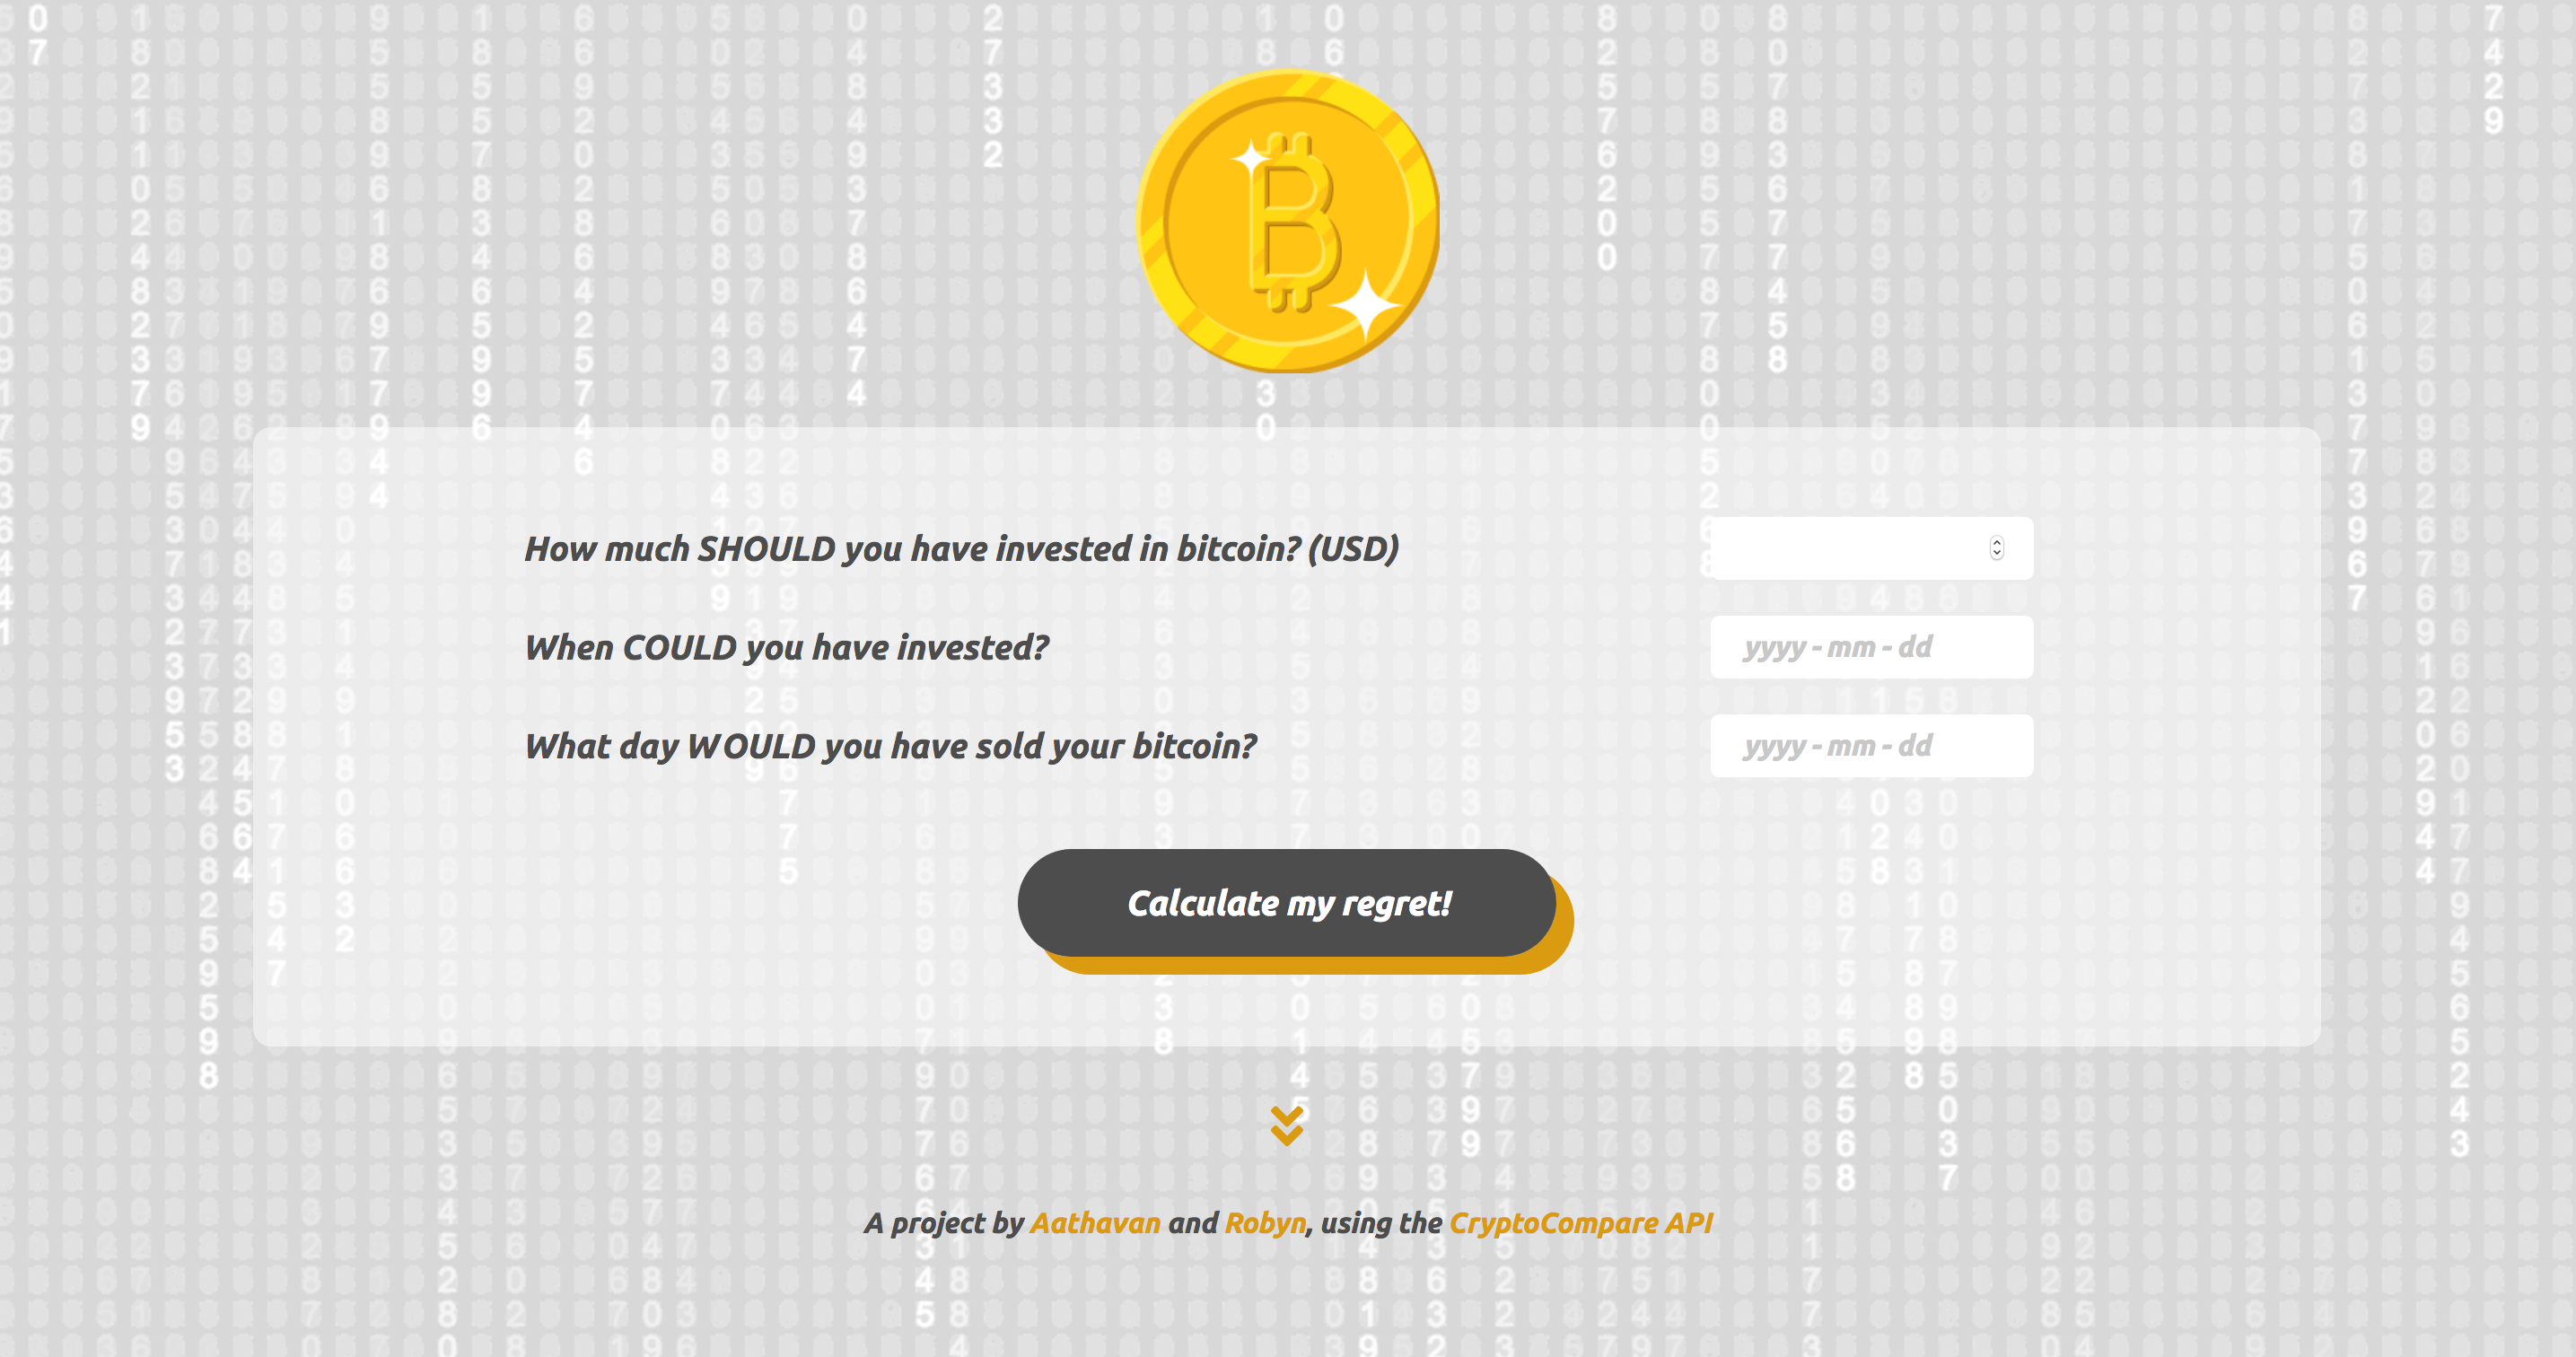 How much SHOULD you have invested in bitcoin? (USD)
When COULD you have invested?
yyyy - mm - dd
What day WOULD you have sold your bitcoin?
yyyy - mm - dd
Calculate my regret!
A project by Aathavan and Robyn, using the CryptoCompare API